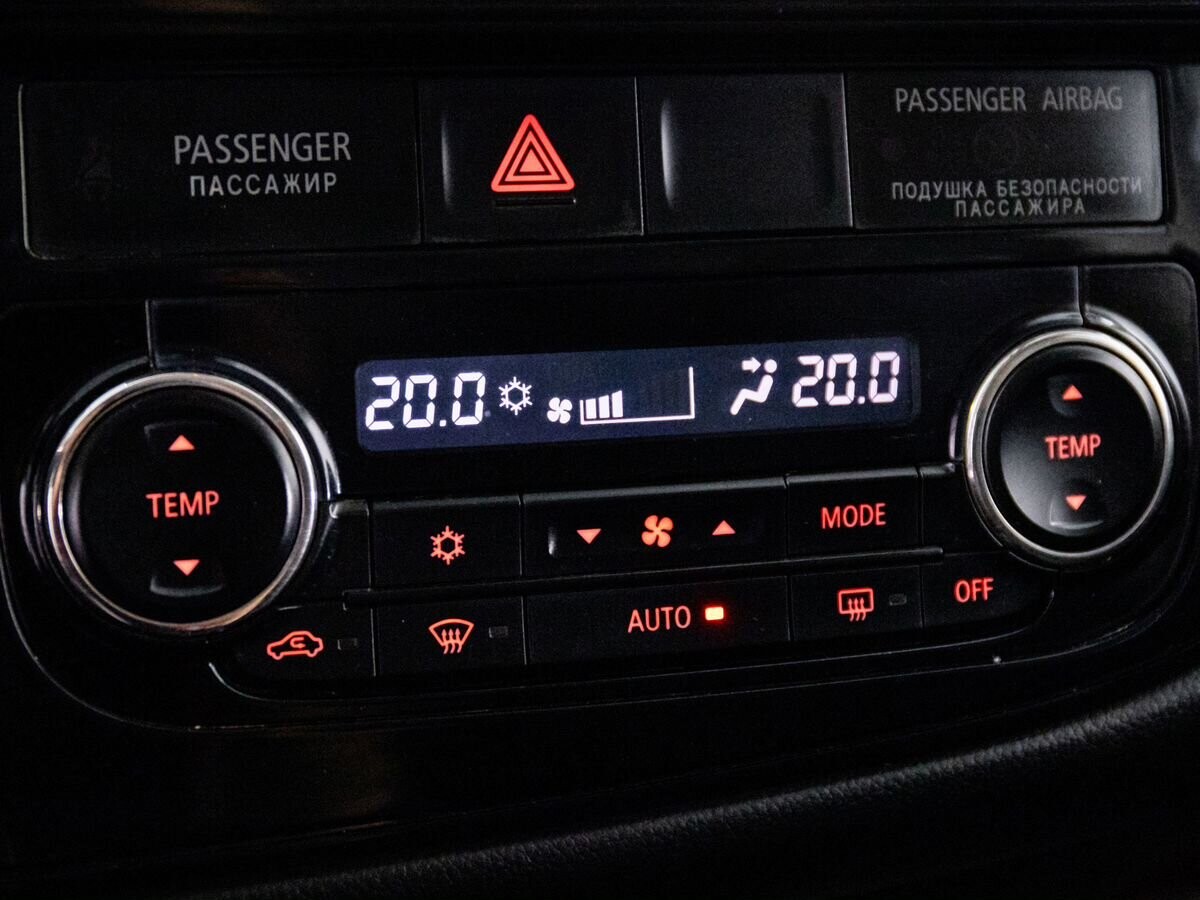 PASSENGER
ПАССАЖИР
PASSENGER AIRBAG
ПОДУШКА БЕЗОПАСНОСТИ
ПАССАЖИРА
20.0
20.0
TEMP
TEMP
MODE
AUTO
OFF